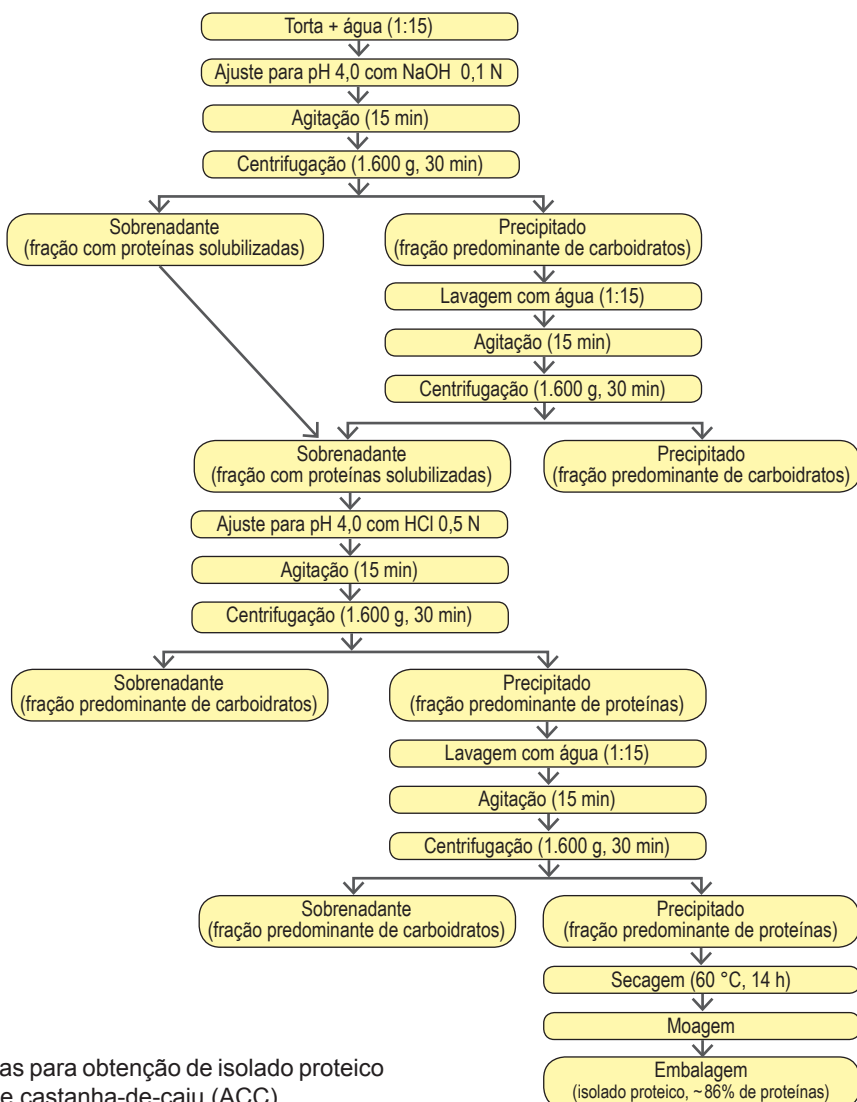 Torta + água (1:15)
Ajuste para pH 4,0 com NaOH 0,1 N
Agitação (15 min)
Centrifugação (1.600 g, 30 min)
Sobrenadante
(fração com proteínas solubilizadas)
Precipitado
(fração predominante de carboidratos)
Lavagem com água (1:15)
Agitação (15 min)
Centrifugação (1.600 g, 30 min)
Sobrenadante
(fração com proteínas solubilizadas)
Precipitado
(fração predominante de carboidratos)
Ajuste para pH 4,0 com HCl 0,5 N
Agitação (15 min)
Centrifugação (1.600 g, 30 min)
Sobrenadante
(fração predominante de carboidratos)
Precipitado
(fração predominante de proteínas)
Lavagem com água (1:15)
Agitação (15 min)
Centrifugação (1.600 g, 30 min)
Sobrenadante
(fração predominante de carboidratos)
Precipitado
(fração predominante de proteínas)
Secagem (60 °C, 14 h)
Moagem
Embalagem
(isolado proteico, ~86% de proteínas)
as para obtenção de isolado proteico
e castanha-de-caju (ACC)